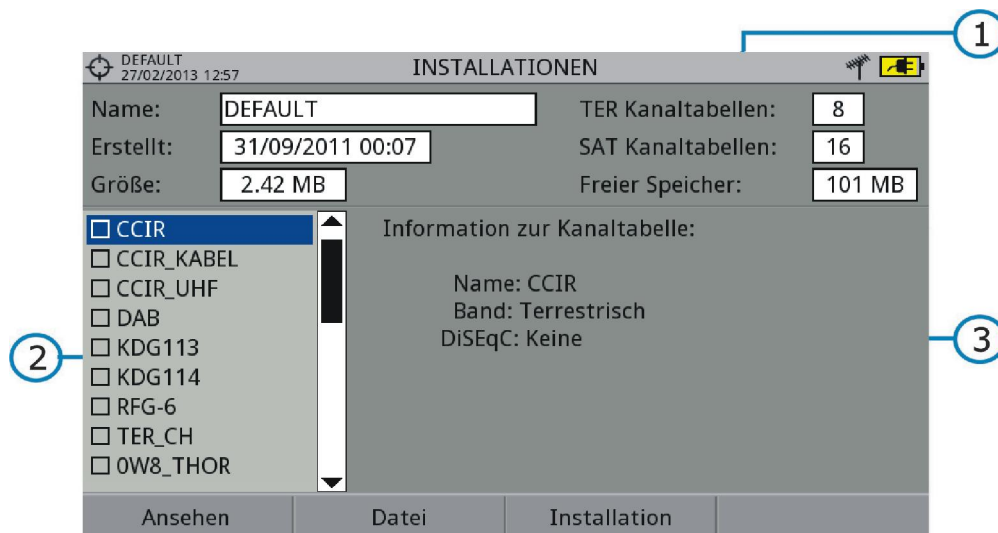 1
DEFAULT
27/02/2013 12:57
INSTALLATIONEN
Name: DEFAULT
TER Kanaltabellen: 8
Erstellt: 31/09/2011 00:07
SAT Kanaltabellen: 16
Größe: 2.42 MB
Freier Speicher: 101 MB
2
CCIR
CCIR_KABEL
CCIR_UHF
DAB
KDG113
KDG114
RFG-6
TER_CH
0W8_THOR
Information zur Kanaltabelle:
Name: CCIR
Band: Terrestrisch
DiSEqC: Keine
3
Ansehen
Datei
Installation